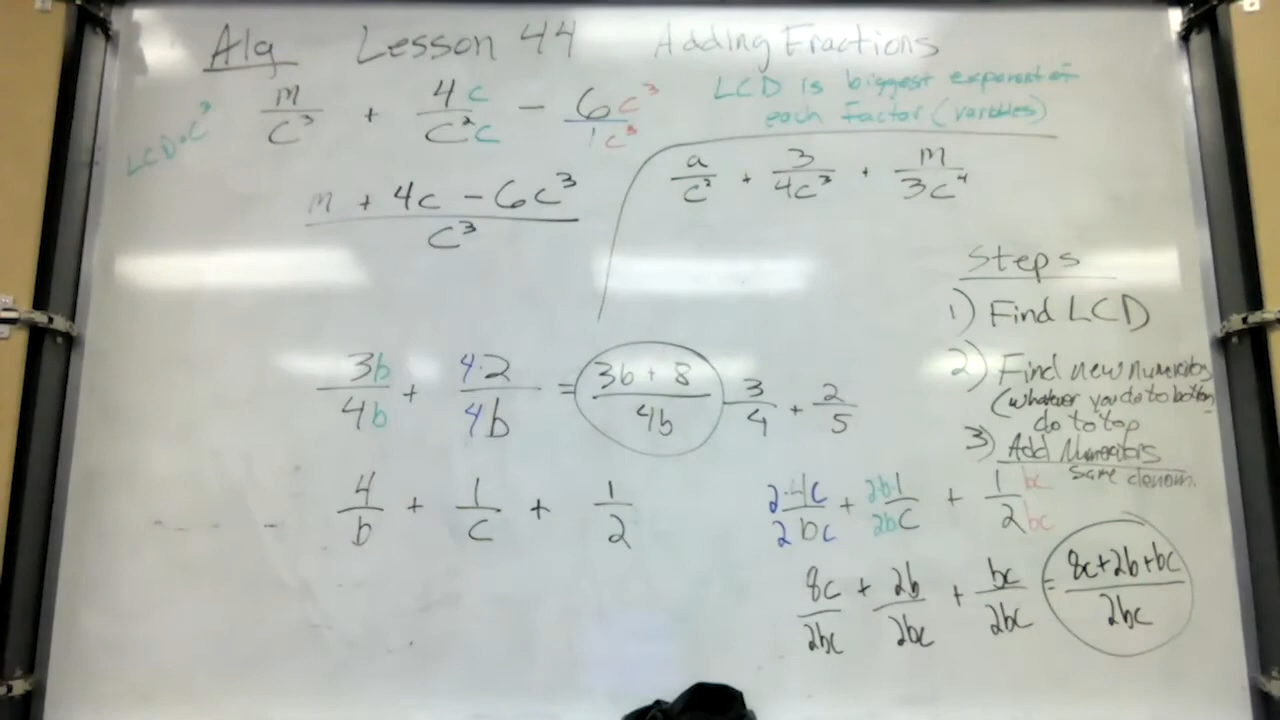 Alg Lesson 44 Adding Fractions
LCD is biggest exponent of
each factor (variables)
LCD=c³ m/c³ + 4c/c²c − 6c³/1c³
(m + 4c − 6c³)/c³
a/c² + 3/4c³ + m/3c⁴
Steps
1) Find LCD
2) Find new numerators
(whatever you do to bottom
do to top
3) Add Numerators
same denom.
3b/4b + 4·2/4b = (3b + 8)/4b
3/4 + 2/5
4/b + 1/c + 1/2
2·4c/2bc + 2b1/2bc + 1bc/2bc
8c/2bc + 2b/2bc + bc/2bc = (8c+2b+bc)/2bc